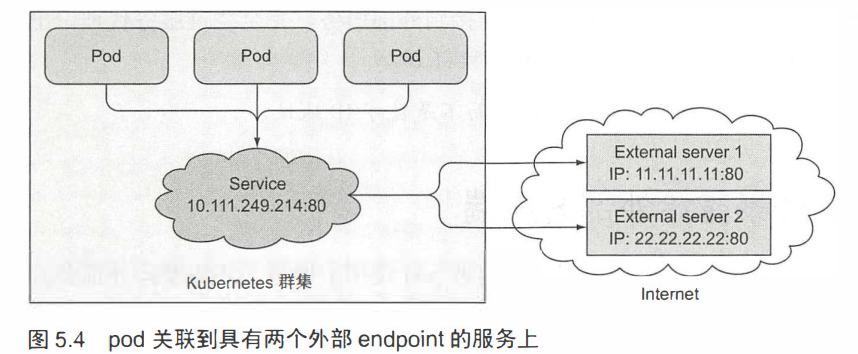 Pod
Pod
Pod
Service
10.111.249.214:80
External server 1
IP: 11.11.11.11:80
External server 2
IP: 22.22.22.22:80
Kubernetes 群集
Internet
图 5.4 pod 关联到具有两个外部 endpoint 的服务上